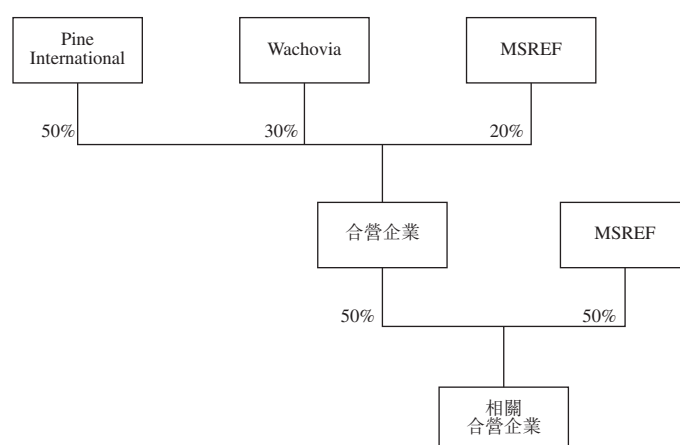 Pine
International
Wachovia
MSREF
50%
30%
20%
合營企業
MSREF
50%
50%
相關
合營企業